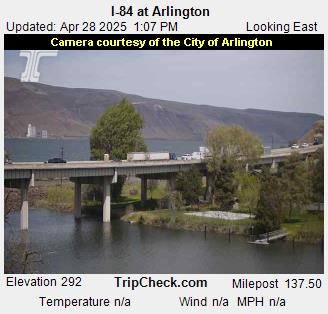 I-84 at Arlington
Updated: Apr 28 2025 1:07 PM Looking East
Camera courtesy of the City of Arlington
Elevation 292 TripCheck.com Milepost 137.50
Temperature n/a Wind n/a MPH n/a